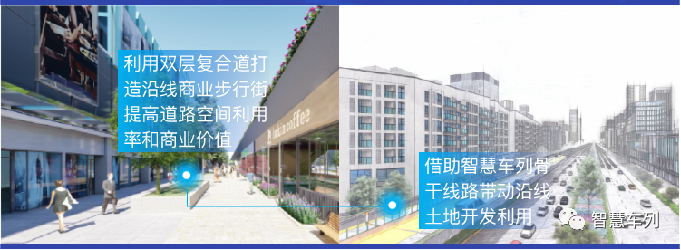 利用双层复合道打
造沿线商业步行街
提高道路空间利用
率和商业价值
coffee
借助智慧车列骨
干线路带动沿线
土地开发利用
智慧车列